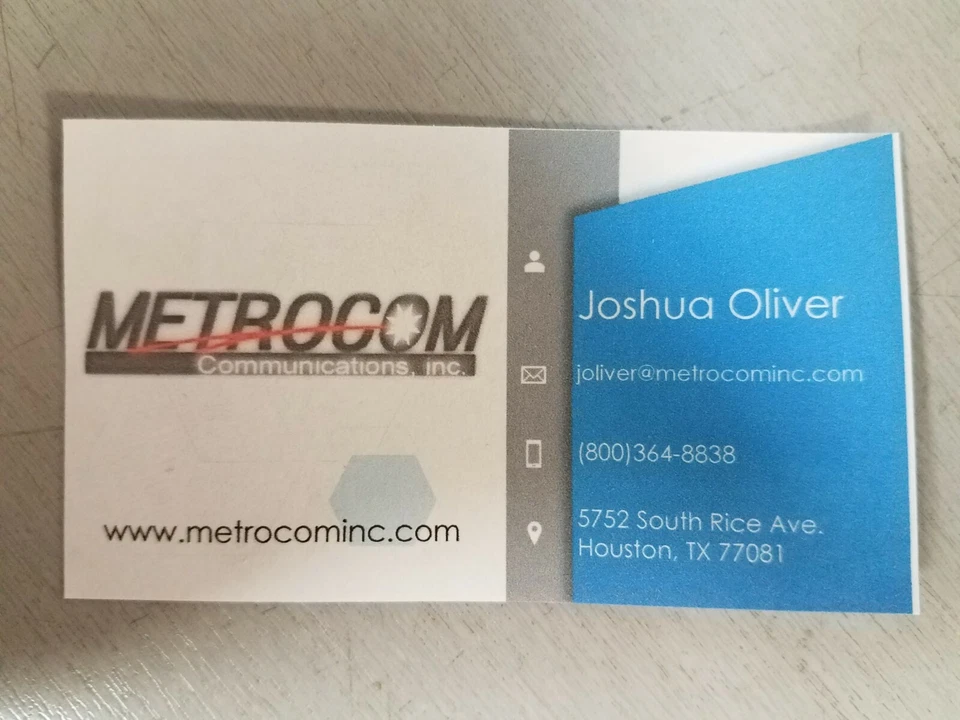 METROCOM
Communications, inc.
www.metrocominc.com
Joshua Oliver
joliver@metrocominc.com
(800)364-8838
5752 South Rice Ave.
Houston, TX 77081